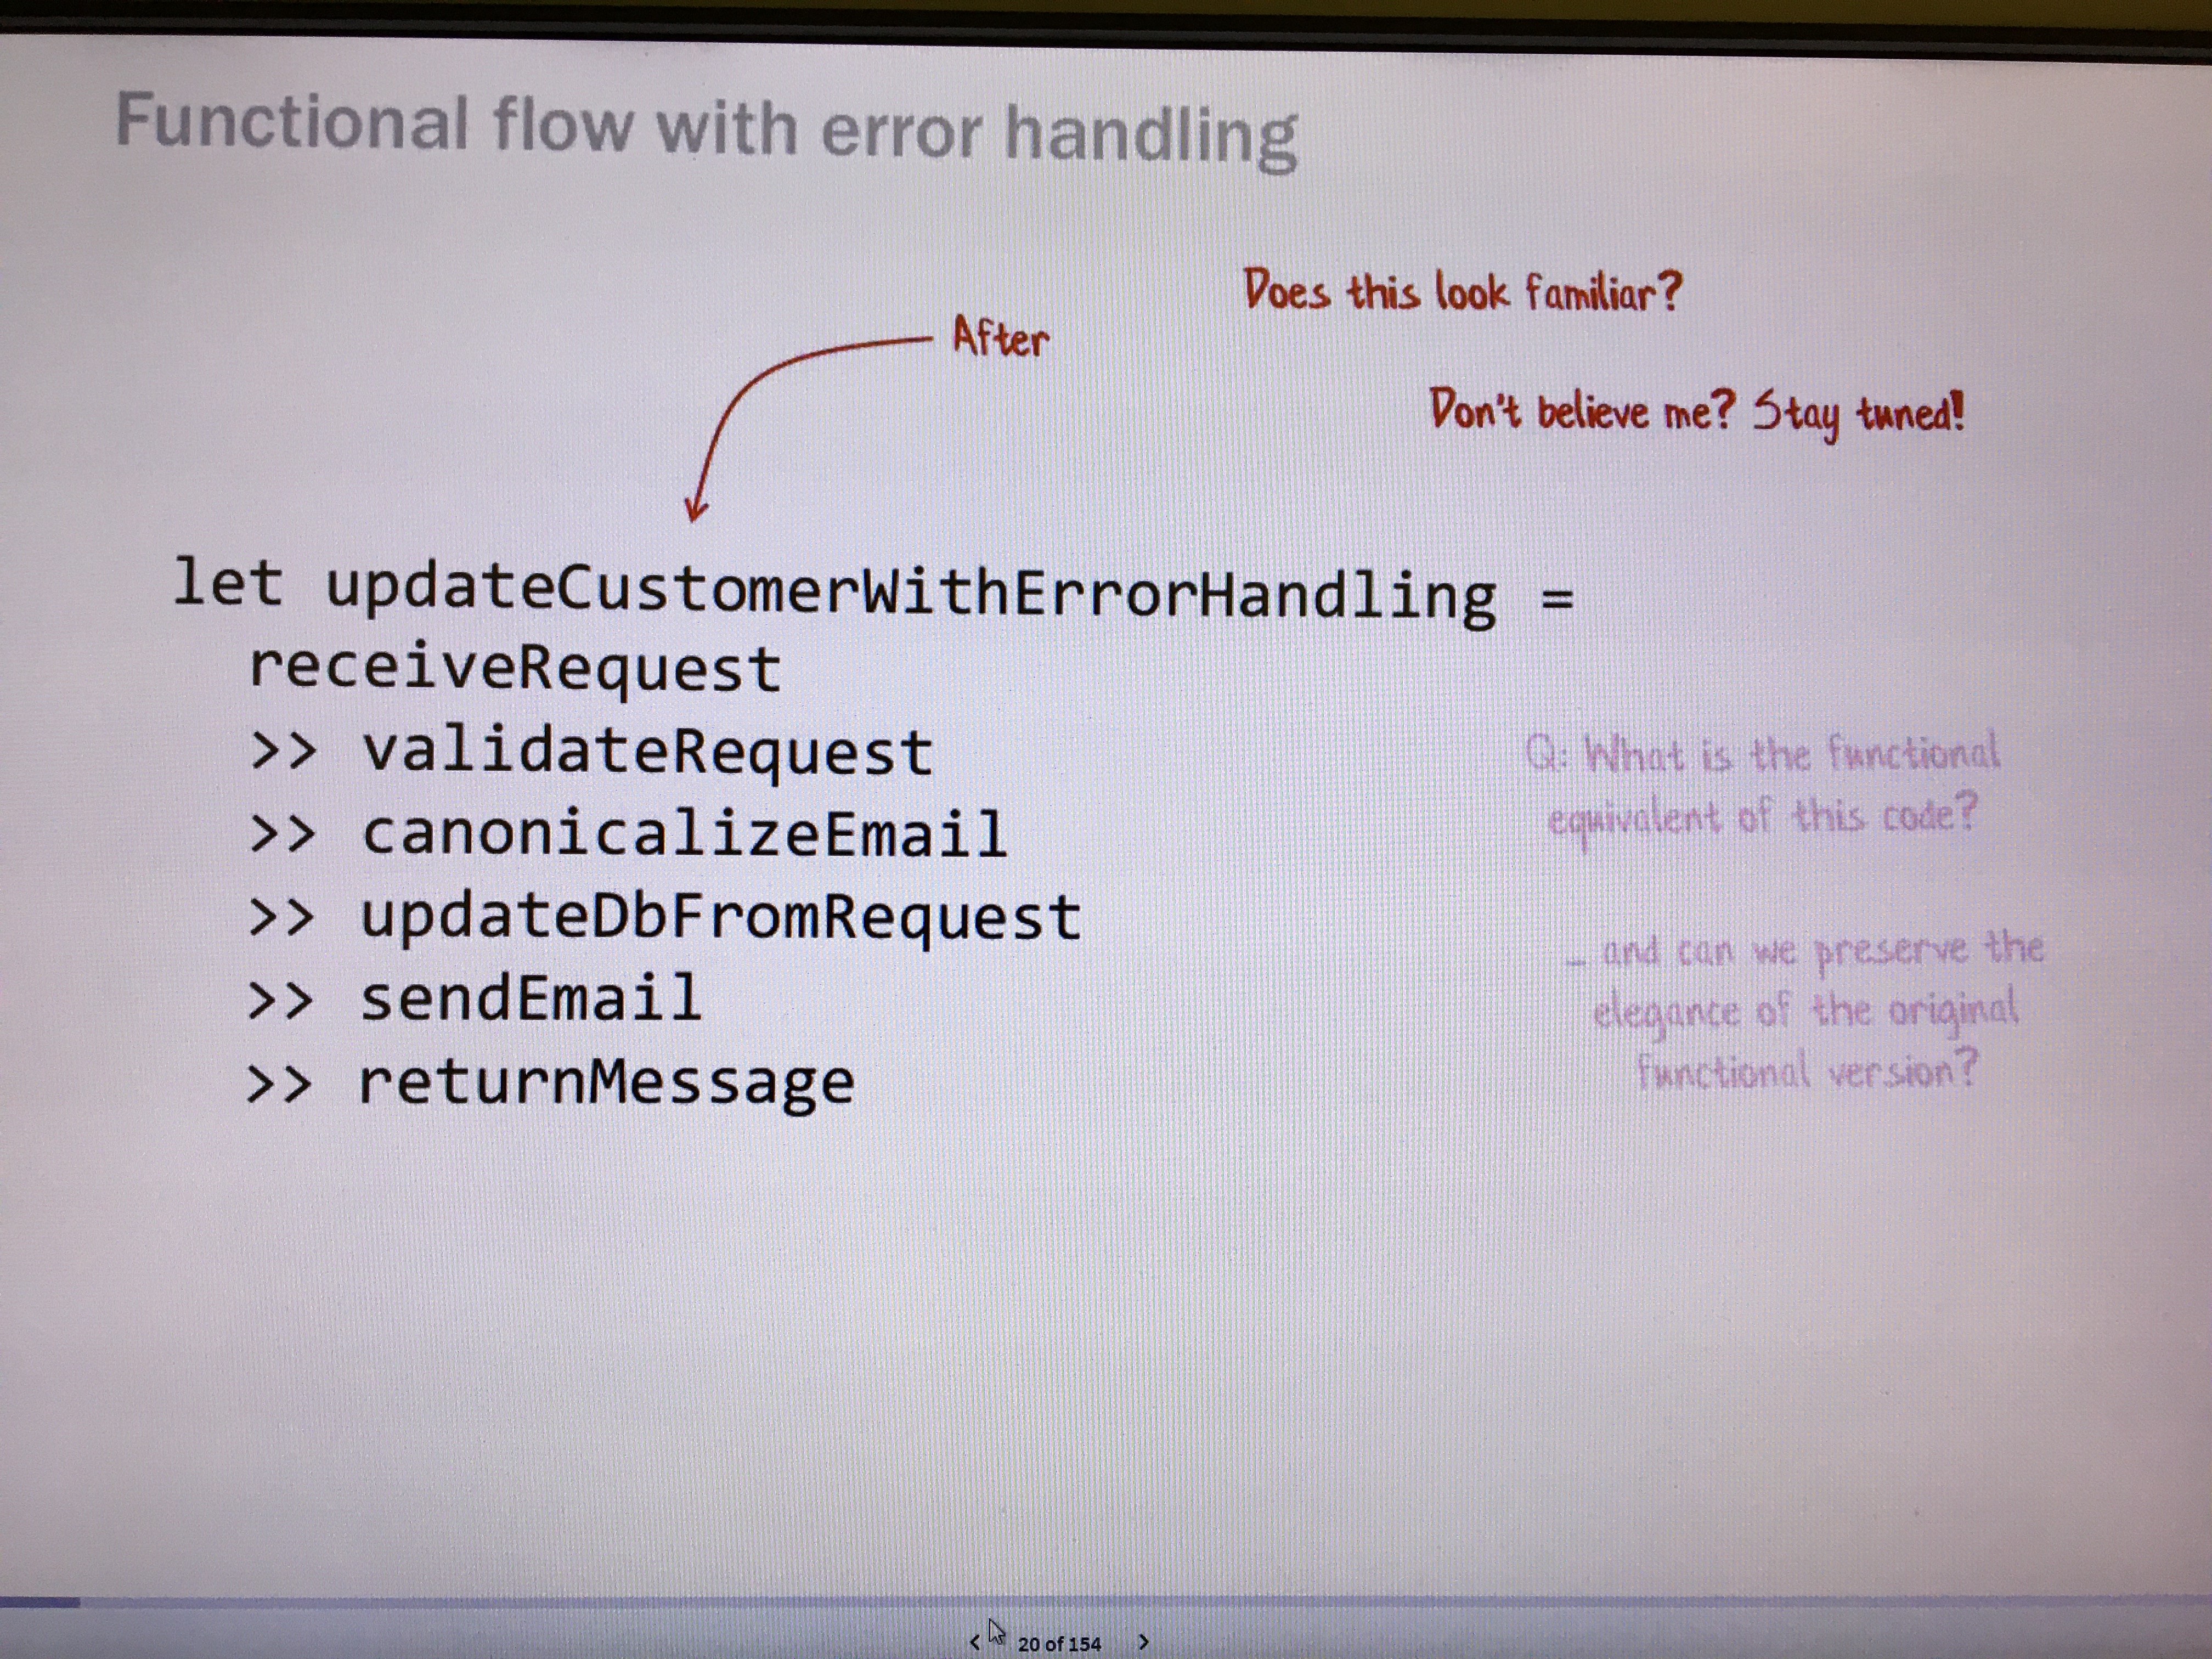 Functional flow with error handling
Does this look familiar?
After
Don't believe me? Stay tuned!
let updateCustomerWithErrorHandling =
receiveRequest
>> validateRequest
>> canonicalizeEmail
>> updateDbFromRequest
>> sendEmail
>> returnMessage
Q: What is the functional
equivalent of this code?
… and can we preserve the
elegance of the original
functional version?
< 20 of 154 >